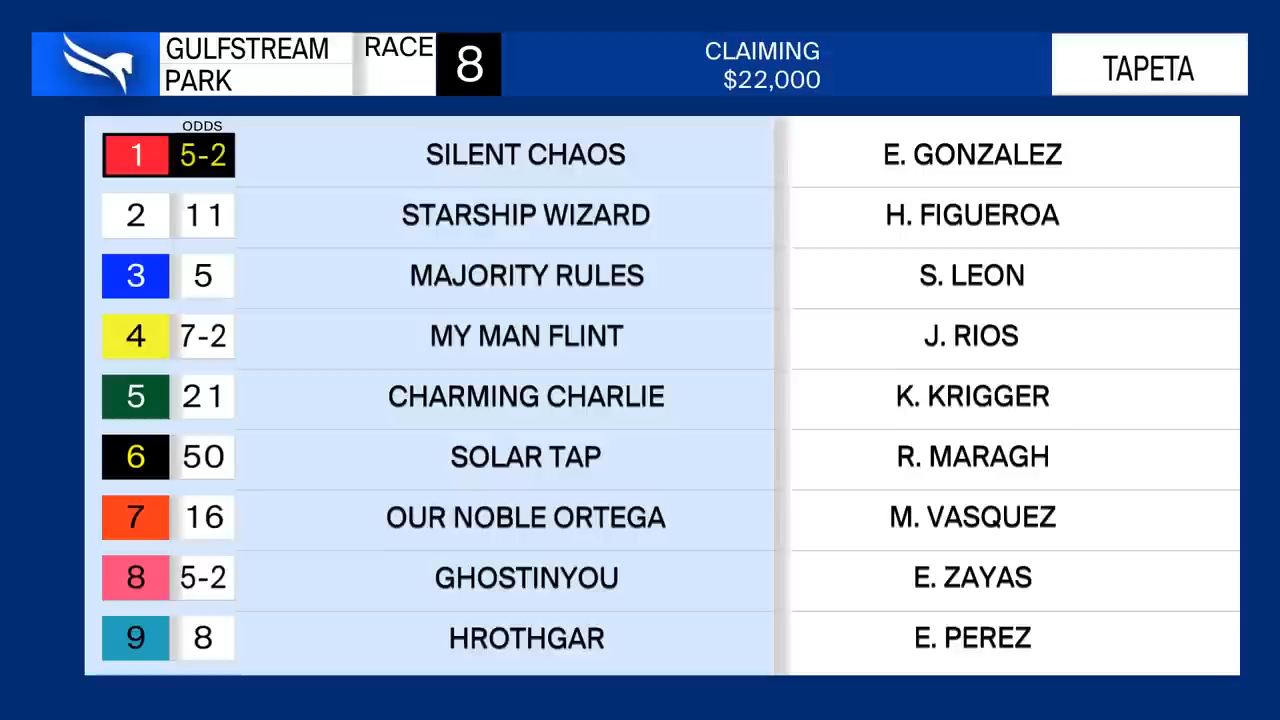 GULFSTREAM
PARK
RACE 8
CLAIMING
$22,000
TAPETA
ODDS
1 5-2 SILENT CHAOS E. GONZALEZ
2 11 STARSHIP WIZARD H. FIGUEROA
3 5 MAJORITY RULES S. LEON
4 7-2 MY MAN FLINT J. RIOS
5 21 CHARMING CHARLIE K. KRIGGER
6 50 SOLAR TAP R. MARAGH
7 16 OUR NOBLE ORTEGA M. VASQUEZ
8 5-2 GHOSTINYOU E. ZAYAS
9 8 HROTHGAR E. PEREZ